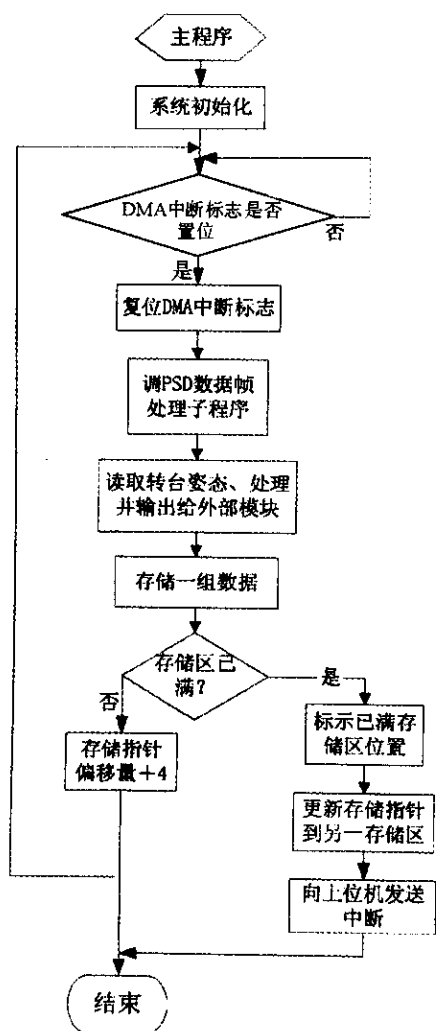 主程序
系统初始化
DMA中断标志是否
置位
否
是
复位DMA中断标志
调PSD数据帧
处理子程序
读取转台姿态、处理
并输出给外部模块
存储一组数据
存储区已
满?
否
是
存储指针
偏移量+4
标示已满存
储区位置
更新存储指针
到另一存储区
向上位机发送
中断
结束